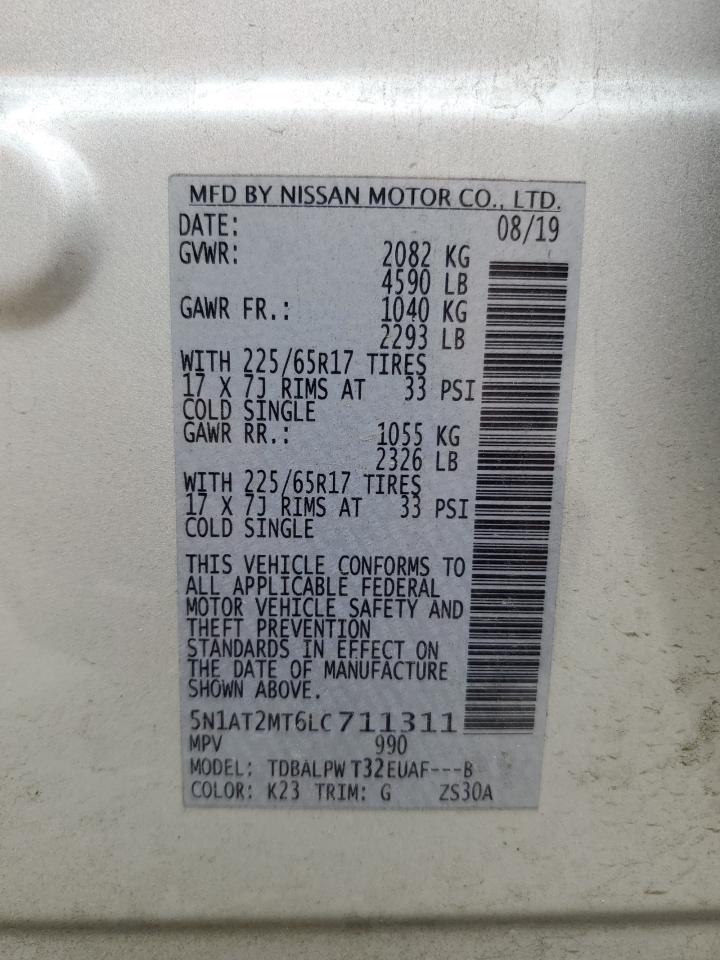 MFD BY NISSAN MOTOR CO., LTD.
DATE: 08/19
GVWR: 2082 KG
4590 LB
GAWR FR.: 1040 KG
2293 LB
WITH 225/65R17 TIRES
17 X 7J RIMS AT 33 PSI
COLD SINGLE
GAWR RR.: 1055 KG
2326 LB
WITH 225/65R17 TIRES
17 X 7J RIMS AT 33 PSI
COLD SINGLE
THIS VEHICLE CONFORMS TO
ALL APPLICABLE FEDERAL
MOTOR VEHICLE SAFETY AND
THEFT PREVENTION
STANDARDS IN EFFECT ON
THE DATE OF MANUFACTURE
SHOWN ABOVE.
5N1AT2MT6LC711311
MPV 990
MODEL: TDBALPW T32EUAF---B
COLOR: K23 TRIM: G ZS30A